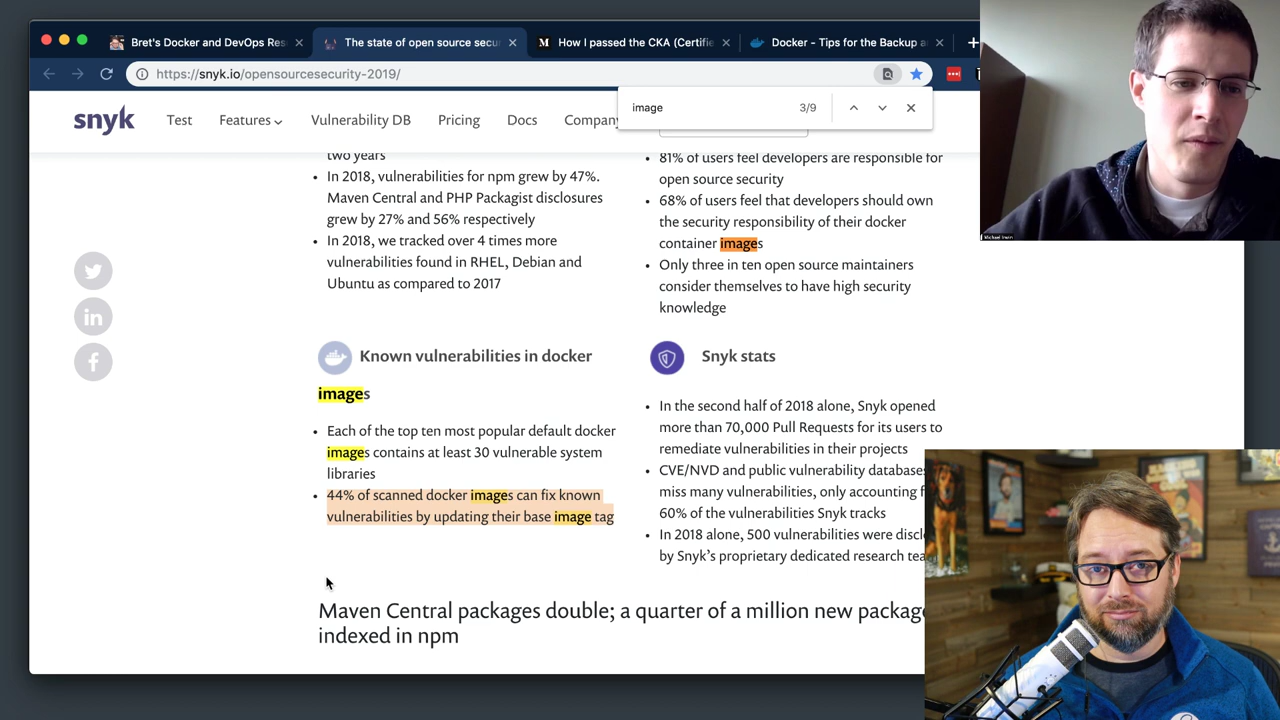 Bret's Docker and DevOps Res
The state of open source secu
M How I passed the CKA (Certifie
Docker - Tips for the Backup a
https://snyk.io/opensourcesecurity-2019/
image 3/9
snyk
Test
Features
Vulnerability DB
Pricing
Docs
Company
two years
In 2018, vulnerabilities for npm grew by 47%.
Maven Central and PHP Packagist disclosures
grew by 27% and 56% respectively
In 2018, we tracked over 4 times more
vulnerabilities found in RHEL, Debian and
Ubuntu as compared to 2017
81% of users feel developers are responsible for
open source security
68% of users feel that developers should own
the security responsibility of their docker
container images
Only three in ten open source maintainers
consider themselves to have high security
knowledge
Known vulnerabilities in docker
images
Each of the top ten most popular default docker
images contains at least 30 vulnerable system
libraries
44% of scanned docker images can fix known
vulnerabilities by updating their base image tag
Snyk stats
In the second half of 2018 alone, Snyk opened
more than 70,000 Pull Requests for its users to
remediate vulnerabilities in their projects
CVE/NVD and public vulnerability databases
miss many vulnerabilities, only accounting f
60% of the vulnerabilities Snyk tracks
In 2018 alone, 500 vulnerabilities were discl
by Snyk's proprietary dedicated research tea
Maven Central packages double; a quarter of a million new package
indexed in npm
Michael Irwin